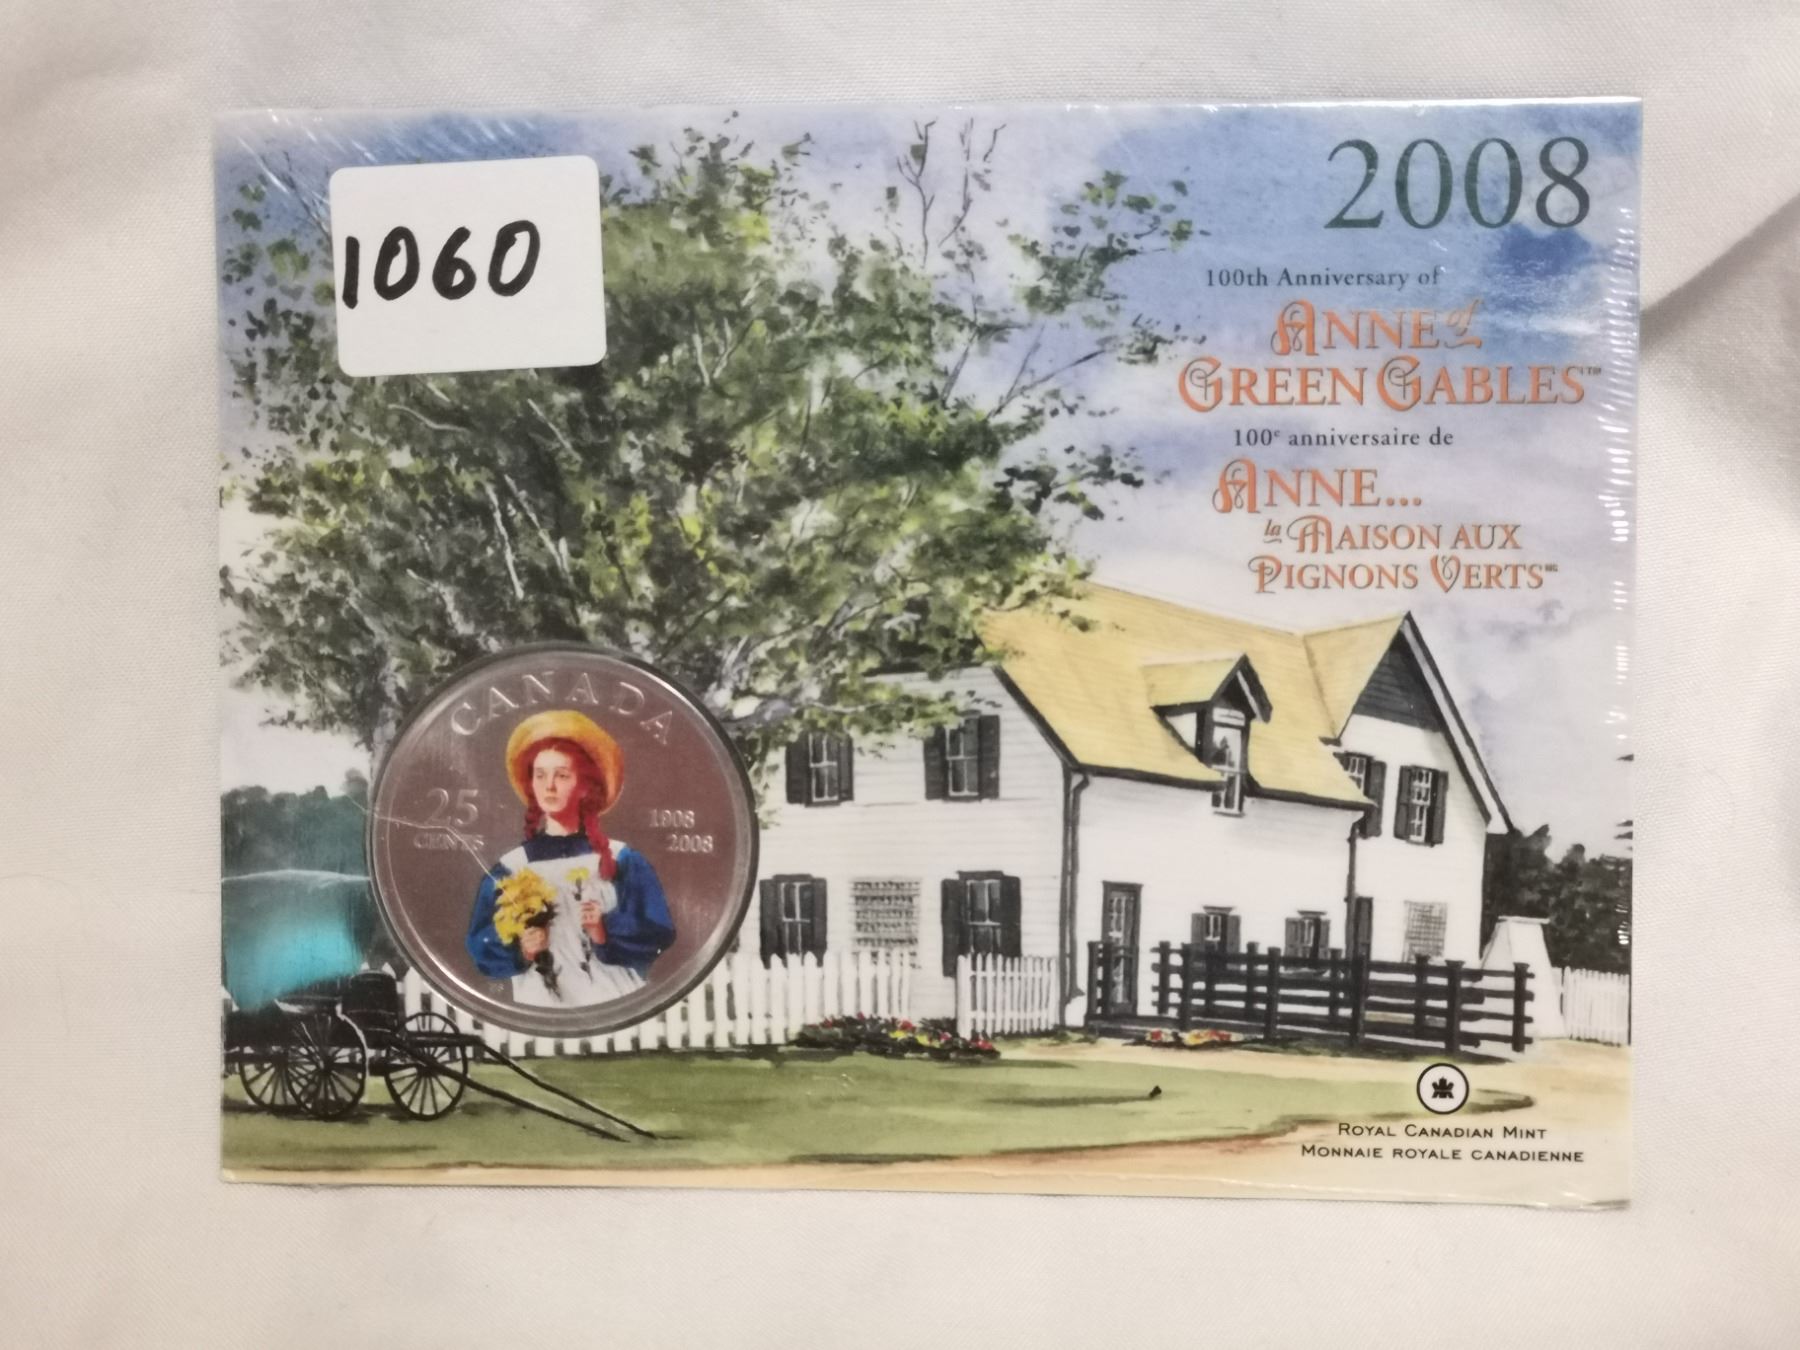 2008
1060
100th Anniversary of
ANNE of
GREEN GABLES™
100e anniversaire de
ANNE...
la MAISON AUX
PIGNONS VERTS MC
CANADA
25
CENTS
1908
2008
ROYAL CANADIAN MINT
MONNAIE ROYALE CANADIENNE